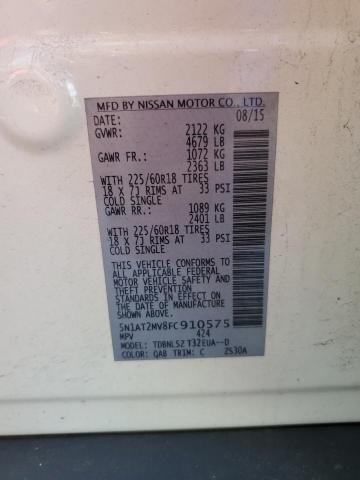 MFD BY NISSAN MOTOR CO., LTD.
DATE: 08/15
GVWR: 2122 KG
4679 LB
GAWR FR.: 1072 KG
2363 LB
WITH 225/60R18 TIRES
18 X 7J RIMS AT 33 PSI
COLD SINGLE
GAWR RR.: 1089 KG
2401 LB
WITH 225/60R18 TIRES
18 X 7J RIMS AT 33 PSI
COLD SINGLE
THIS VEHICLE CONFORMS TO
ALL APPLICABLE FEDERAL
MOTOR VEHICLE SAFETY AND
THEFT PREVENTION
STANDARDS IN EFFECT ON
THE DATE OF MANUFACTURE
SHOWN ABOVE.
5N1AT2MV8FC910575
MPV 424
MODEL: TDBNLSZ T32EUA--D
COLOR: QAB TRIM: C 2S30A